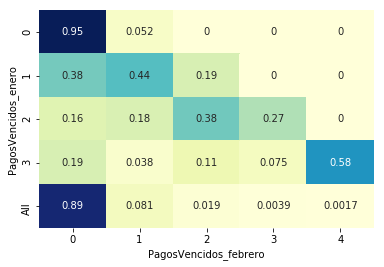 0 0.95 0.052 0 0 0
1 0.38 0.44 0.19 0 0
2 0.16 0.18 0.38 0.27 0
3 0.19 0.038 0.11 0.075 0.58
All 0.89 0.081 0.019 0.0039 0.0017
0 1 2 3 4
PagosVencidos_enero
PagosVencidos_febrero